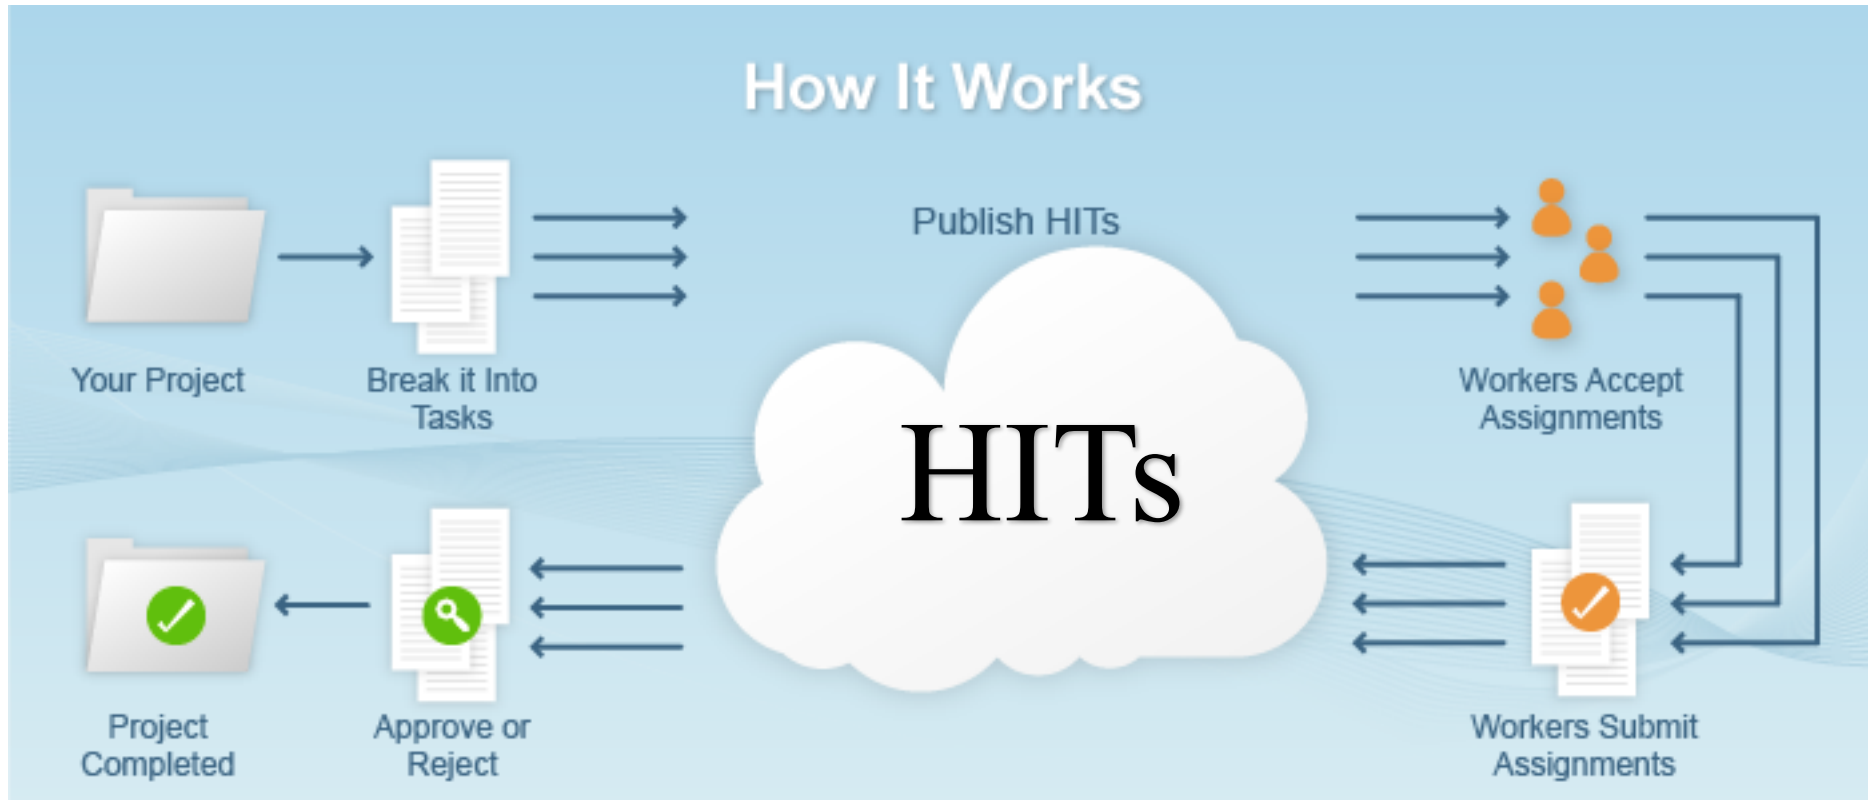 How It Works
Publish HITs
Your Project
Break it Into
Tasks
Workers Accept
Assignments
HITs
Project
Completed
Approve or
Reject
Workers Submit
Assignments